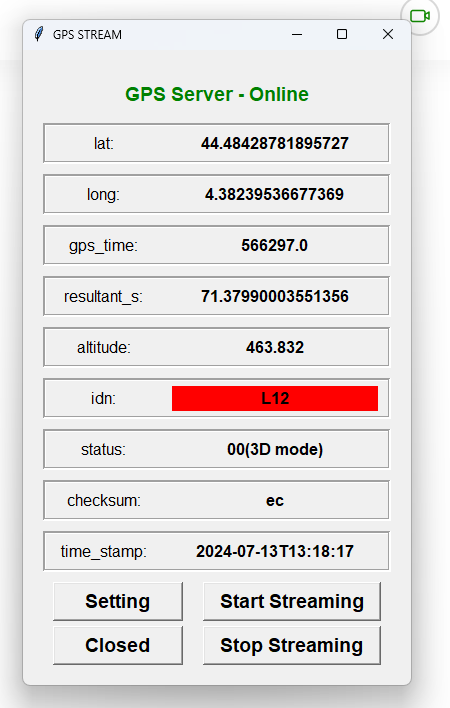 GPS STREAM
GPS Server - Online
lat: 44.48428781895727
long: 4.38239536677369
gps_time: 566297.0
resultant_s: 71.37990003551356
altitude: 463.832
idn: L12
status: 00(3D mode)
checksum: ec
time_stamp: 2024-07-13T13:18:17
Setting Start Streaming
Closed Stop Streaming